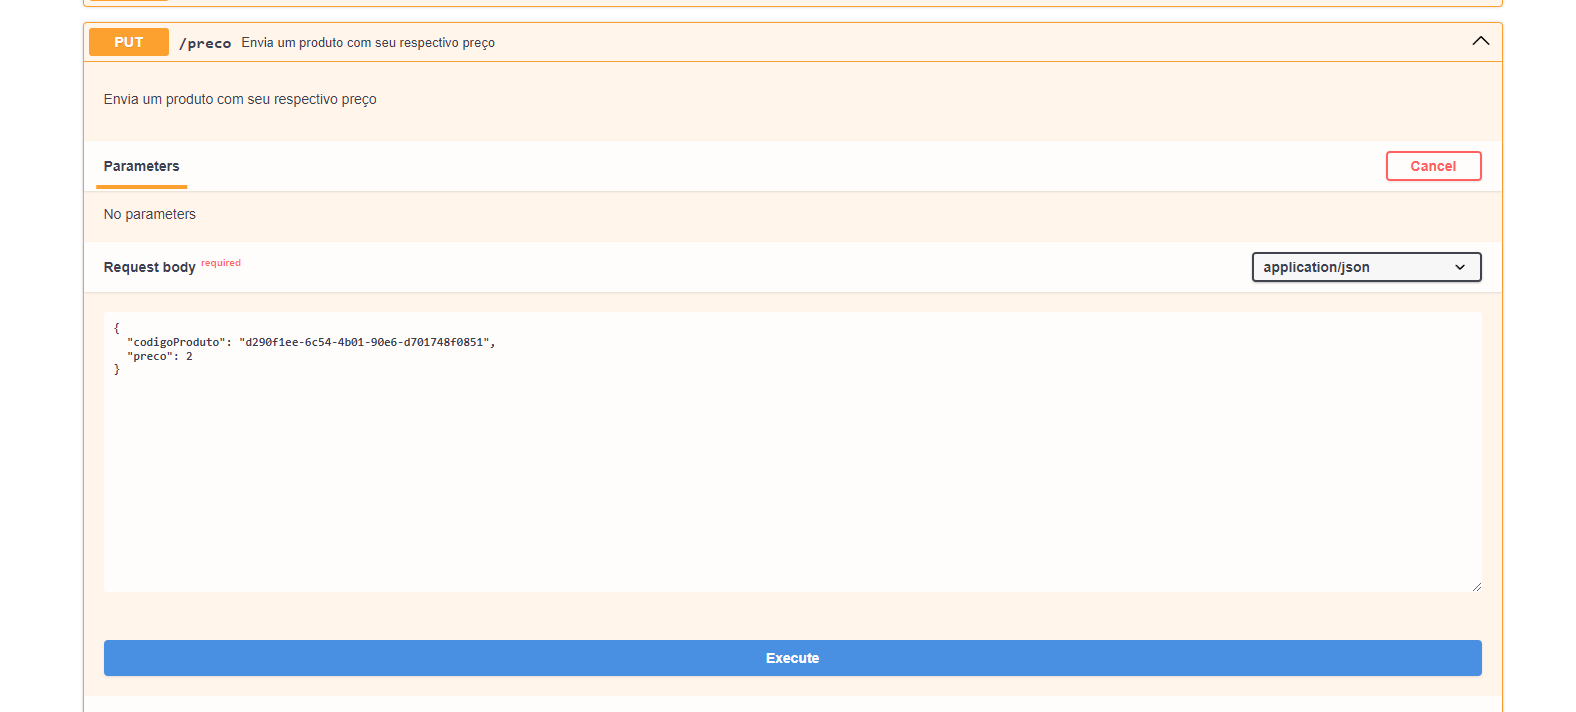 PUT /preco Envia um produto com seu respectivo preço
Envia um produto com seu respectivo preço
Parameters Cancel
No parameters
Request body required application/json
{
  "codigoProduto": "d290f1ee-6c54-4b01-90e6-d701748f0851",
  "preco": 2
}
Execute